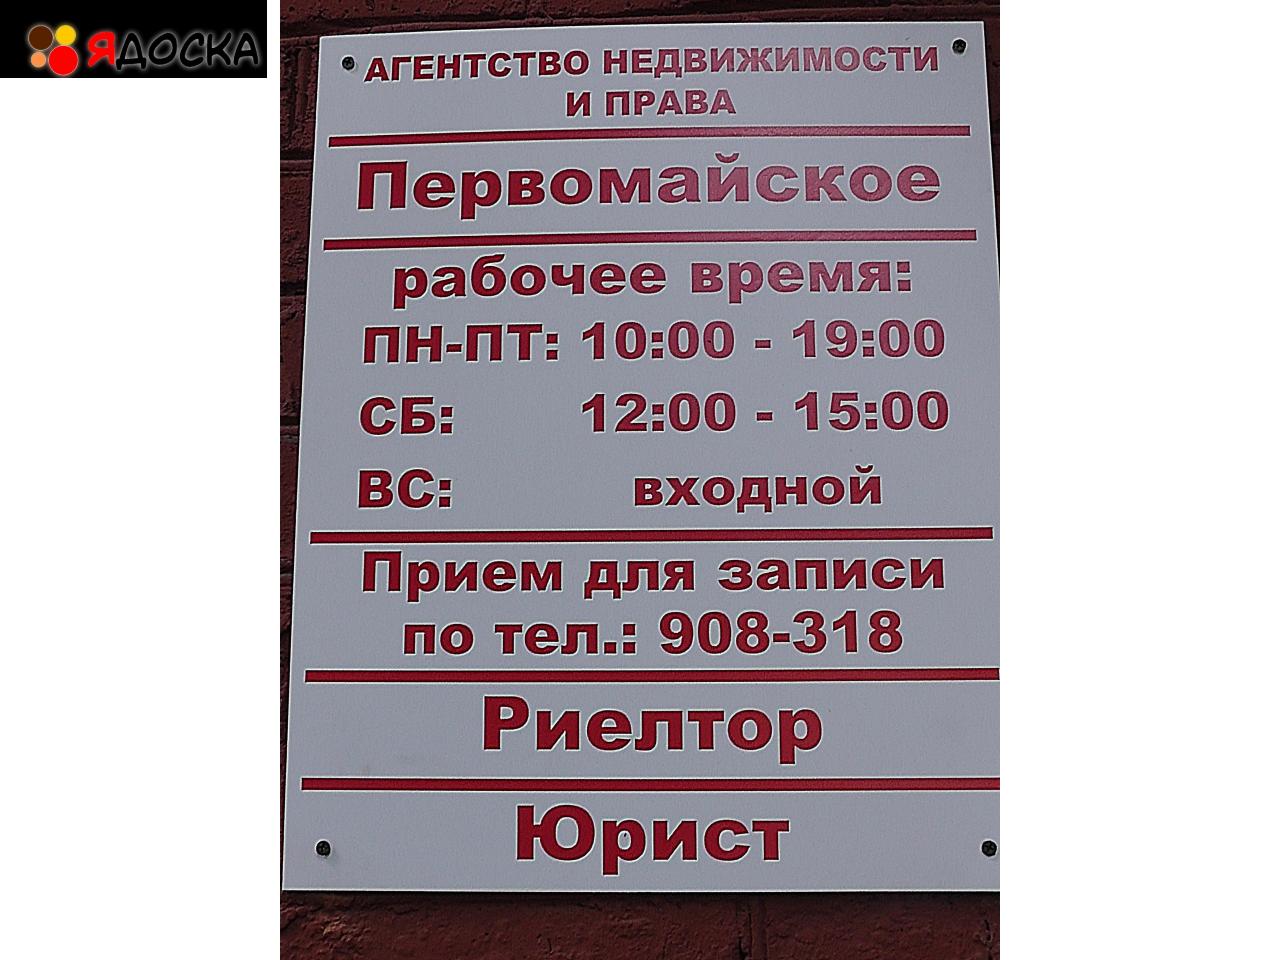 ЯДОСКА
АГЕНТСТВО НЕДВИЖИМОСТИ
И ПРАВА
Первомайское
рабочее время:
ПН-ПТ: 10:00 - 19:00
СБ: 12:00 - 15:00
ВС: входной
Прием для записи
по тел.: 908-318
Риелтор
Юрист